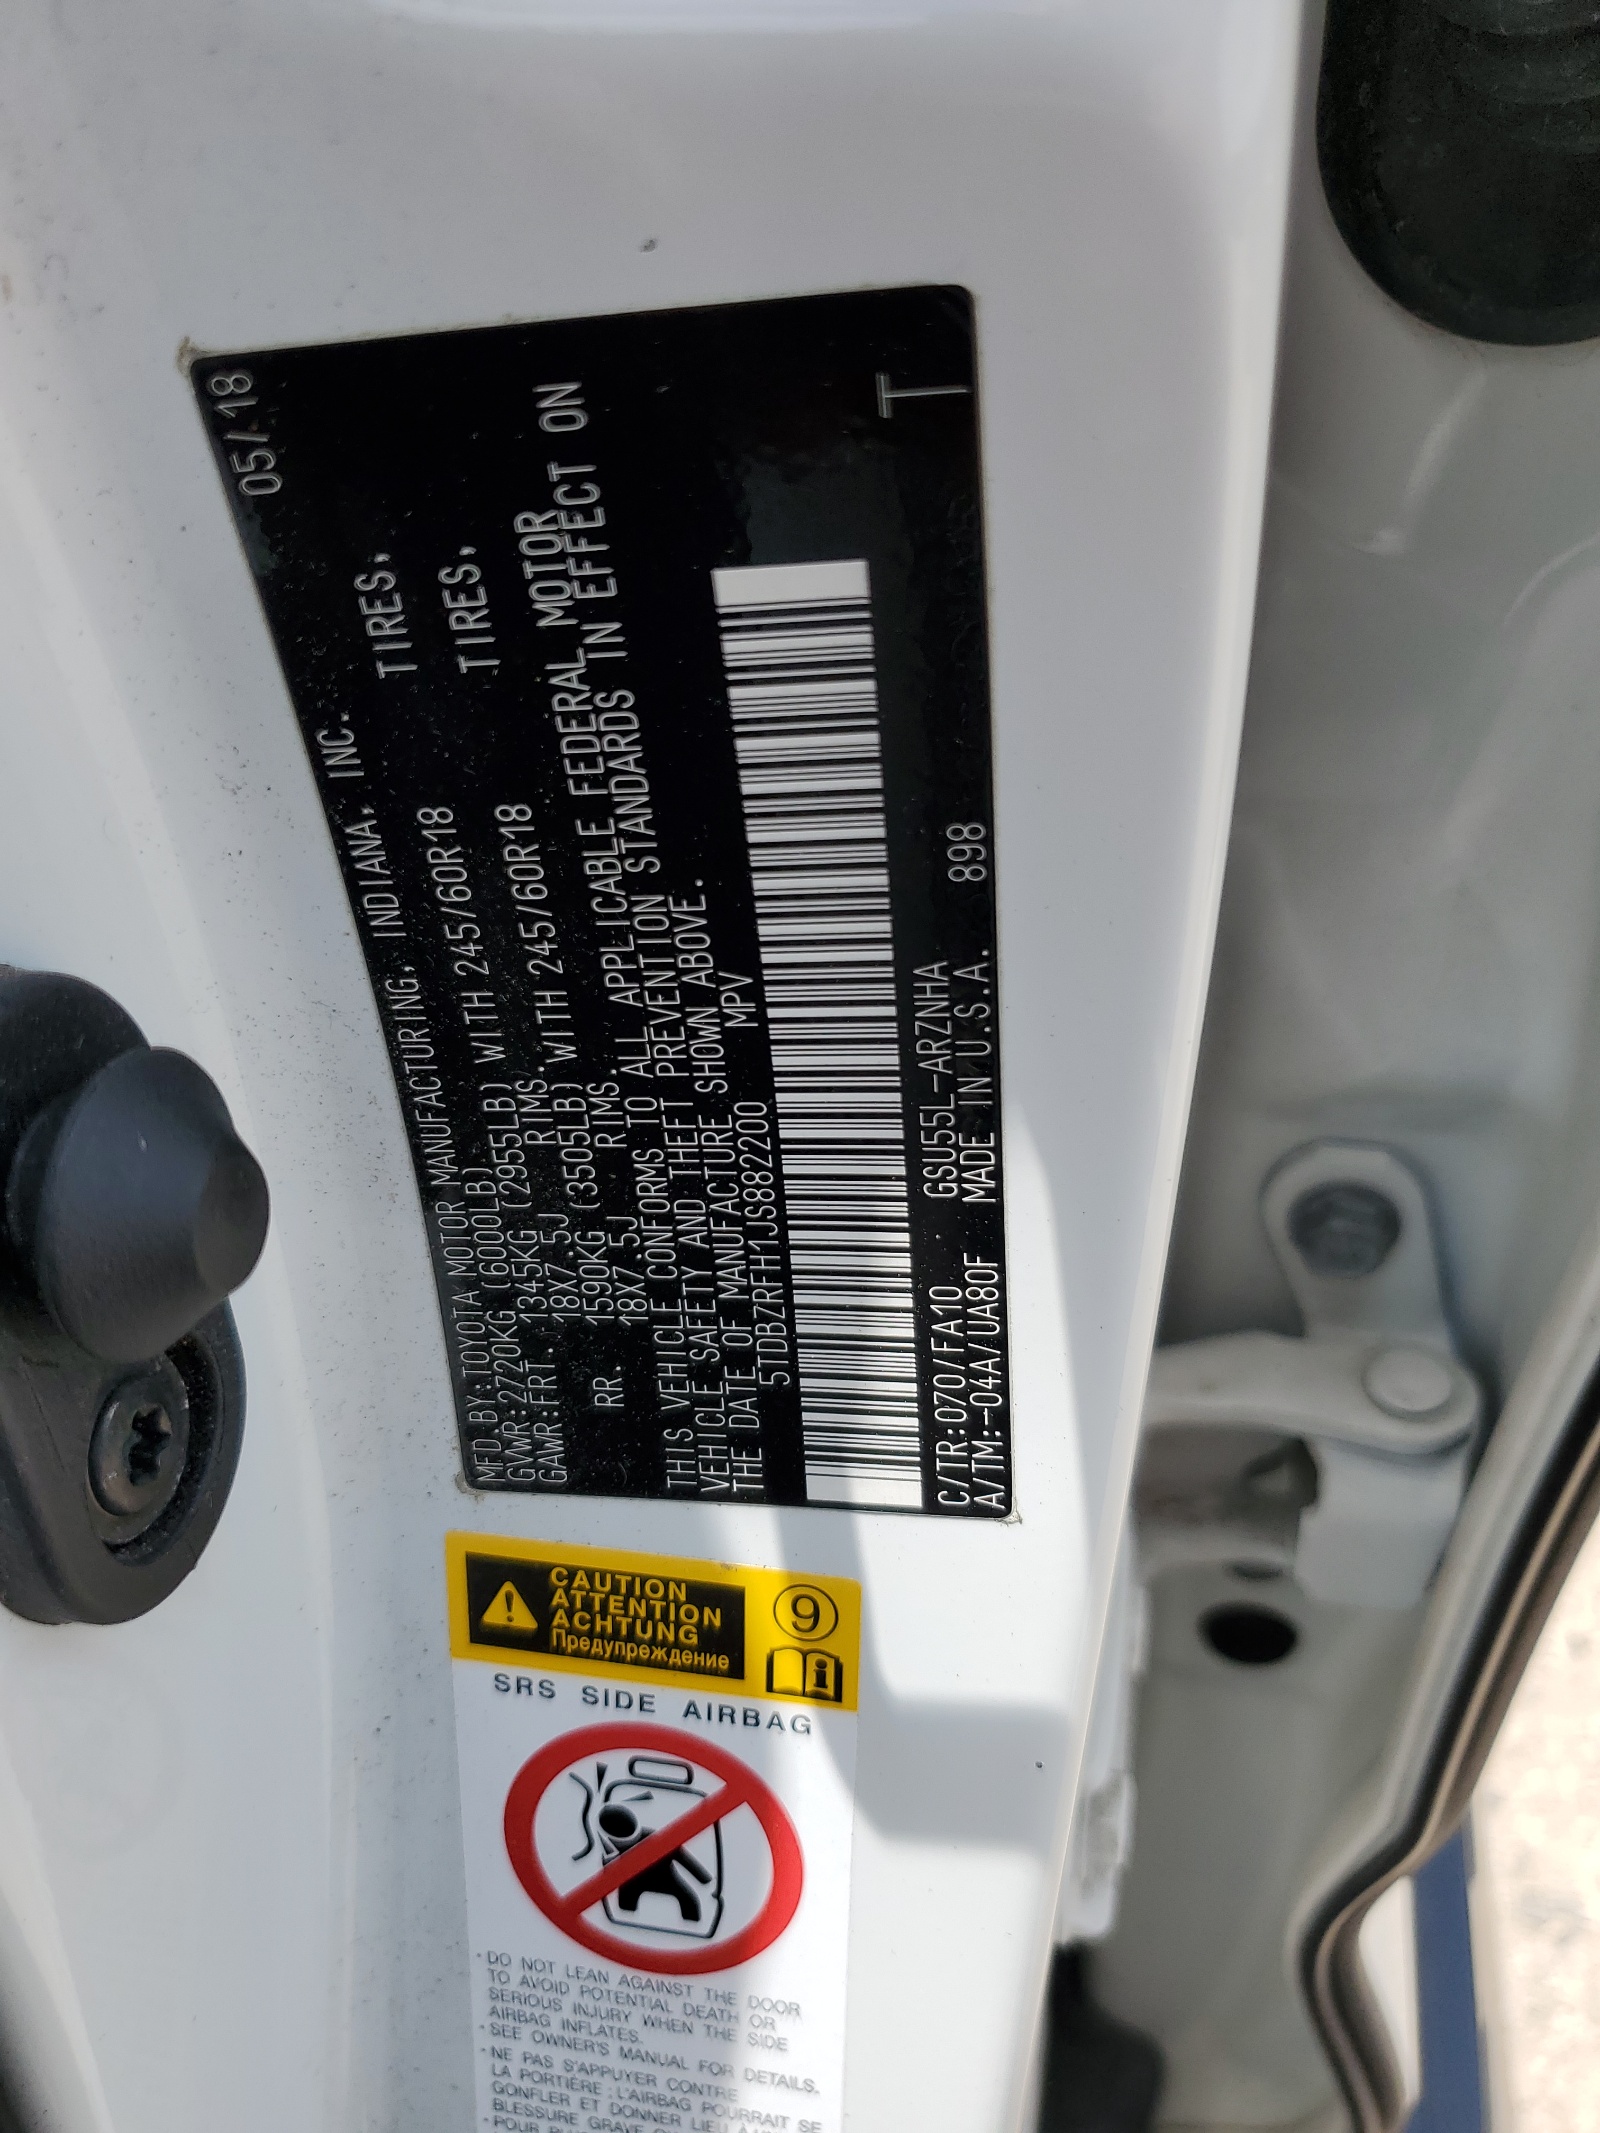 05/18
MFD.BY:TOYOTA MOTOR MANUFACTURING, INDIANA, INC.
GVWR:2720KG (6000LB)
GAWR:FRT. 1345KG (2955LB) WITH 245/60R18 TIRES,
18X7.5J RIMS.
RR. 1590KG (3505LB) WITH 245/60R18 TIRES,
18X7.5J RIMS.
THIS VEHICLE CONFORMS TO ALL APPLICABLE FEDERAL MOTOR
VEHICLE SAFETY AND THEFT PREVENTION STANDARDS IN EFFECT ON
THE DATE OF MANUFACTURE SHOWN ABOVE.
5TDBZRFH1JS882200 MPV
C/TR:070/FA10 GSU55L-ARZNHA
A/TM:-04A/UA80F MADE IN U.S.A. 898 T
CAUTION
ATTENTION
ACHTUNG
Предупреждение
9
i
SRS SIDE AIRBAG
·DO NOT LEAN AGAINST THE DOOR
TO AVOID POTENTIAL DEATH OR
SERIOUS INJURY WHEN THE SIDE
AIRBAG INFLATES.
·SEE OWNER'S MANUAL FOR DETAILS.
·NE PAS S'APPUYER CONTRE
LA PORTIÈRE : L'AIRBAG POURRAIT SE
GONFLER ET DONNER LIEU À
BLESSURE GRAVE
·POUR